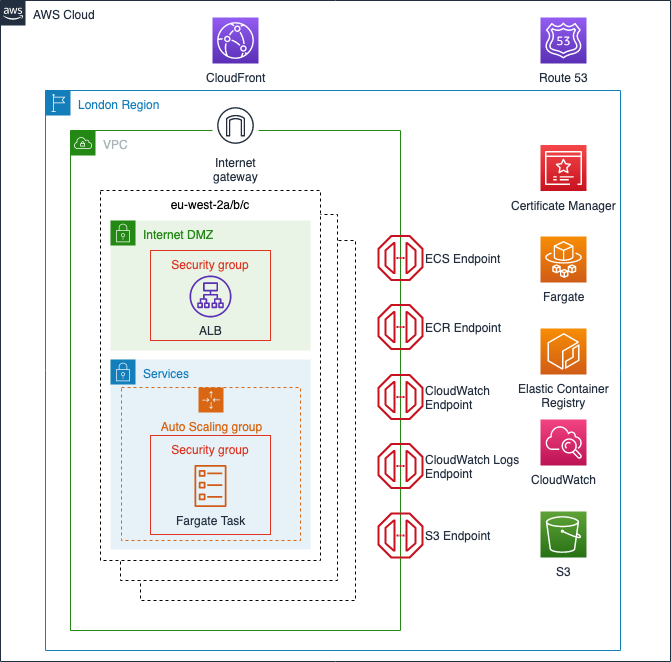 aws
AWS Cloud
CloudFront
53
Route 53
London Region
VPC
Internet
gateway
eu-west-2a/b/c
Internet DMZ
Security group
ALB
Services
Auto Scaling group
Security group
Fargate Task
ECS Endpoint
ECR Endpoint
CloudWatch
Endpoint
CloudWatch Logs
Endpoint
S3 Endpoint
Certificate Manager
Fargate
Elastic Container
Registry
CloudWatch
S3